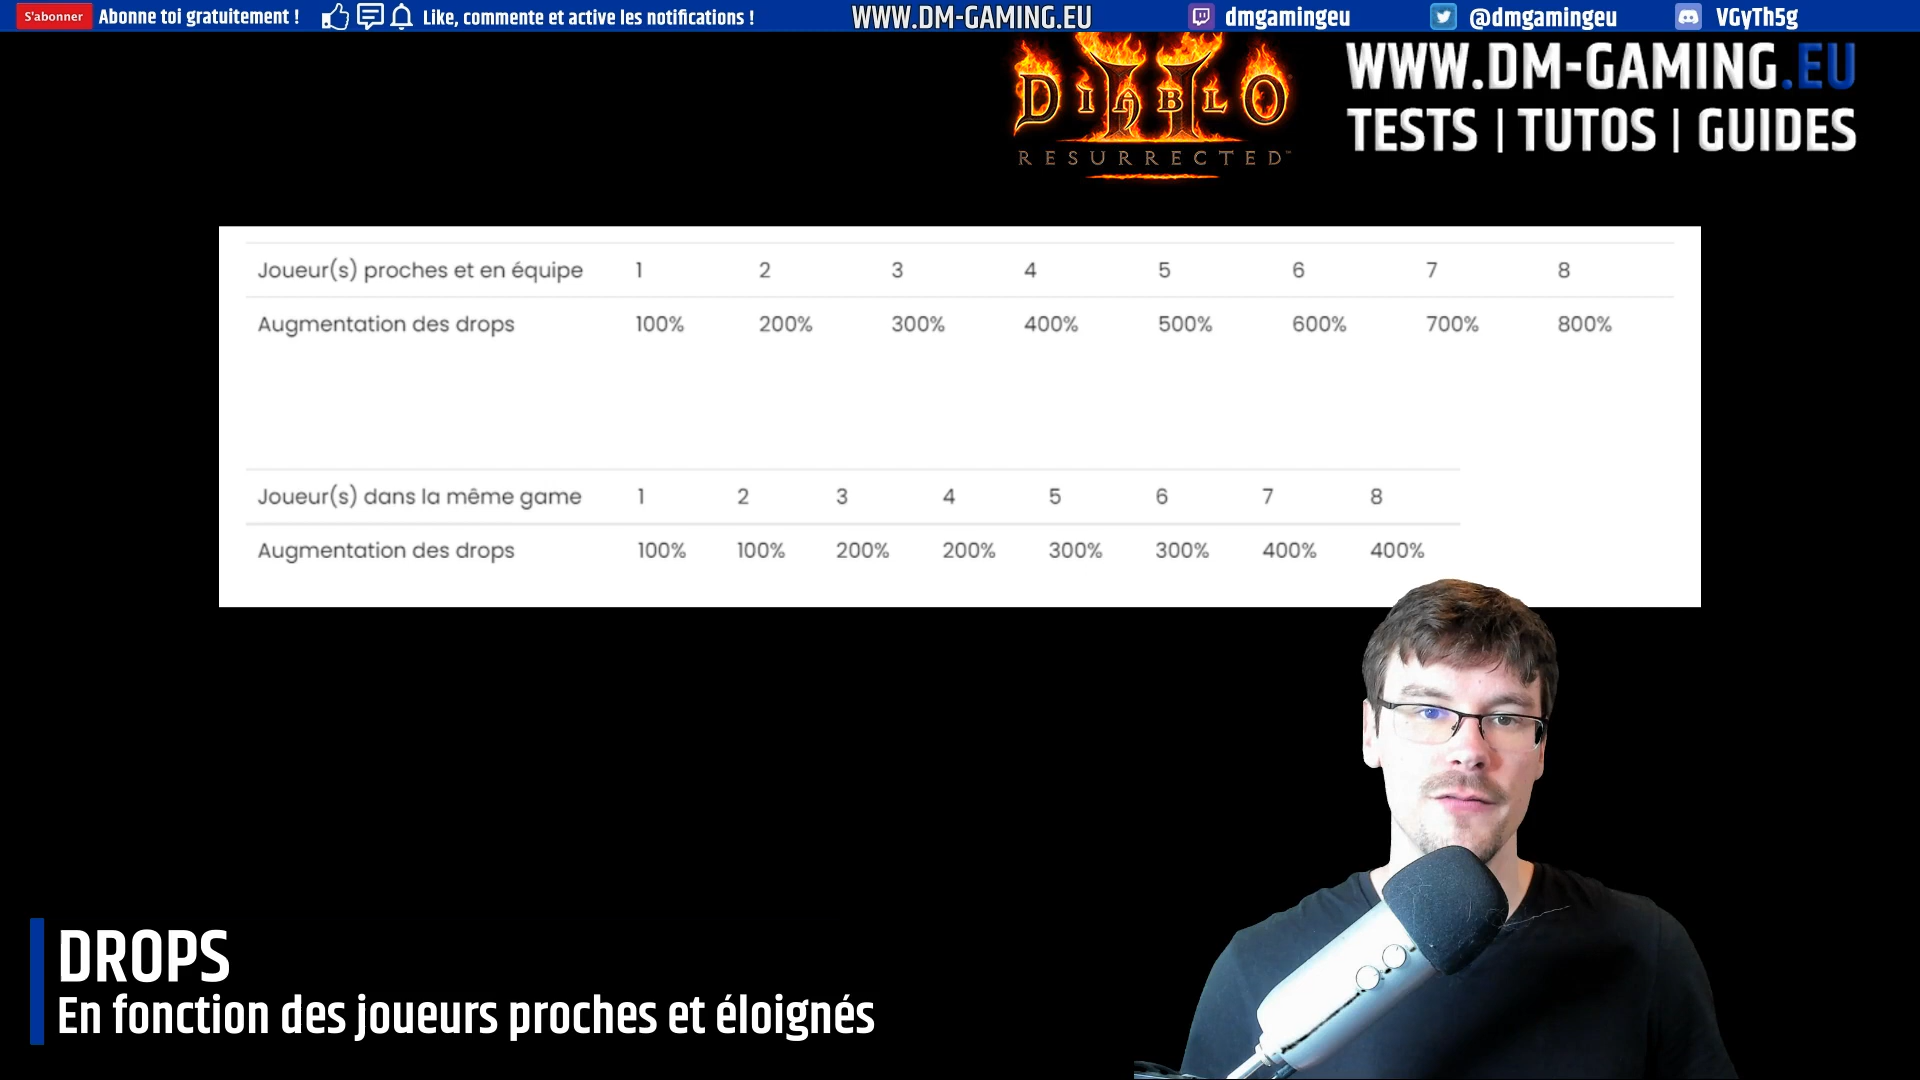 S'abonner Abonne toi gratuitement ! Like, commente et active les notifications ! WWW.DM-GAMING.EU dmgamingeu @dmgamingeu VGyTh5g
DIABLO II
RESURRECTED™
WWW.DM-GAMING.EU
TESTS | TUTOS | GUIDES
Joueur(s) proches et en équipe 1 2 3 4 5 6 7 8
Augmentation des drops 100% 200% 300% 400% 500% 600% 700% 800%
Joueur(s) dans la même game 1 2 3 4 5 6 7 8
Augmentation des drops 100% 100% 200% 200% 300% 300% 400% 400%
DROPS
En fonction des joueurs proches et éloignés